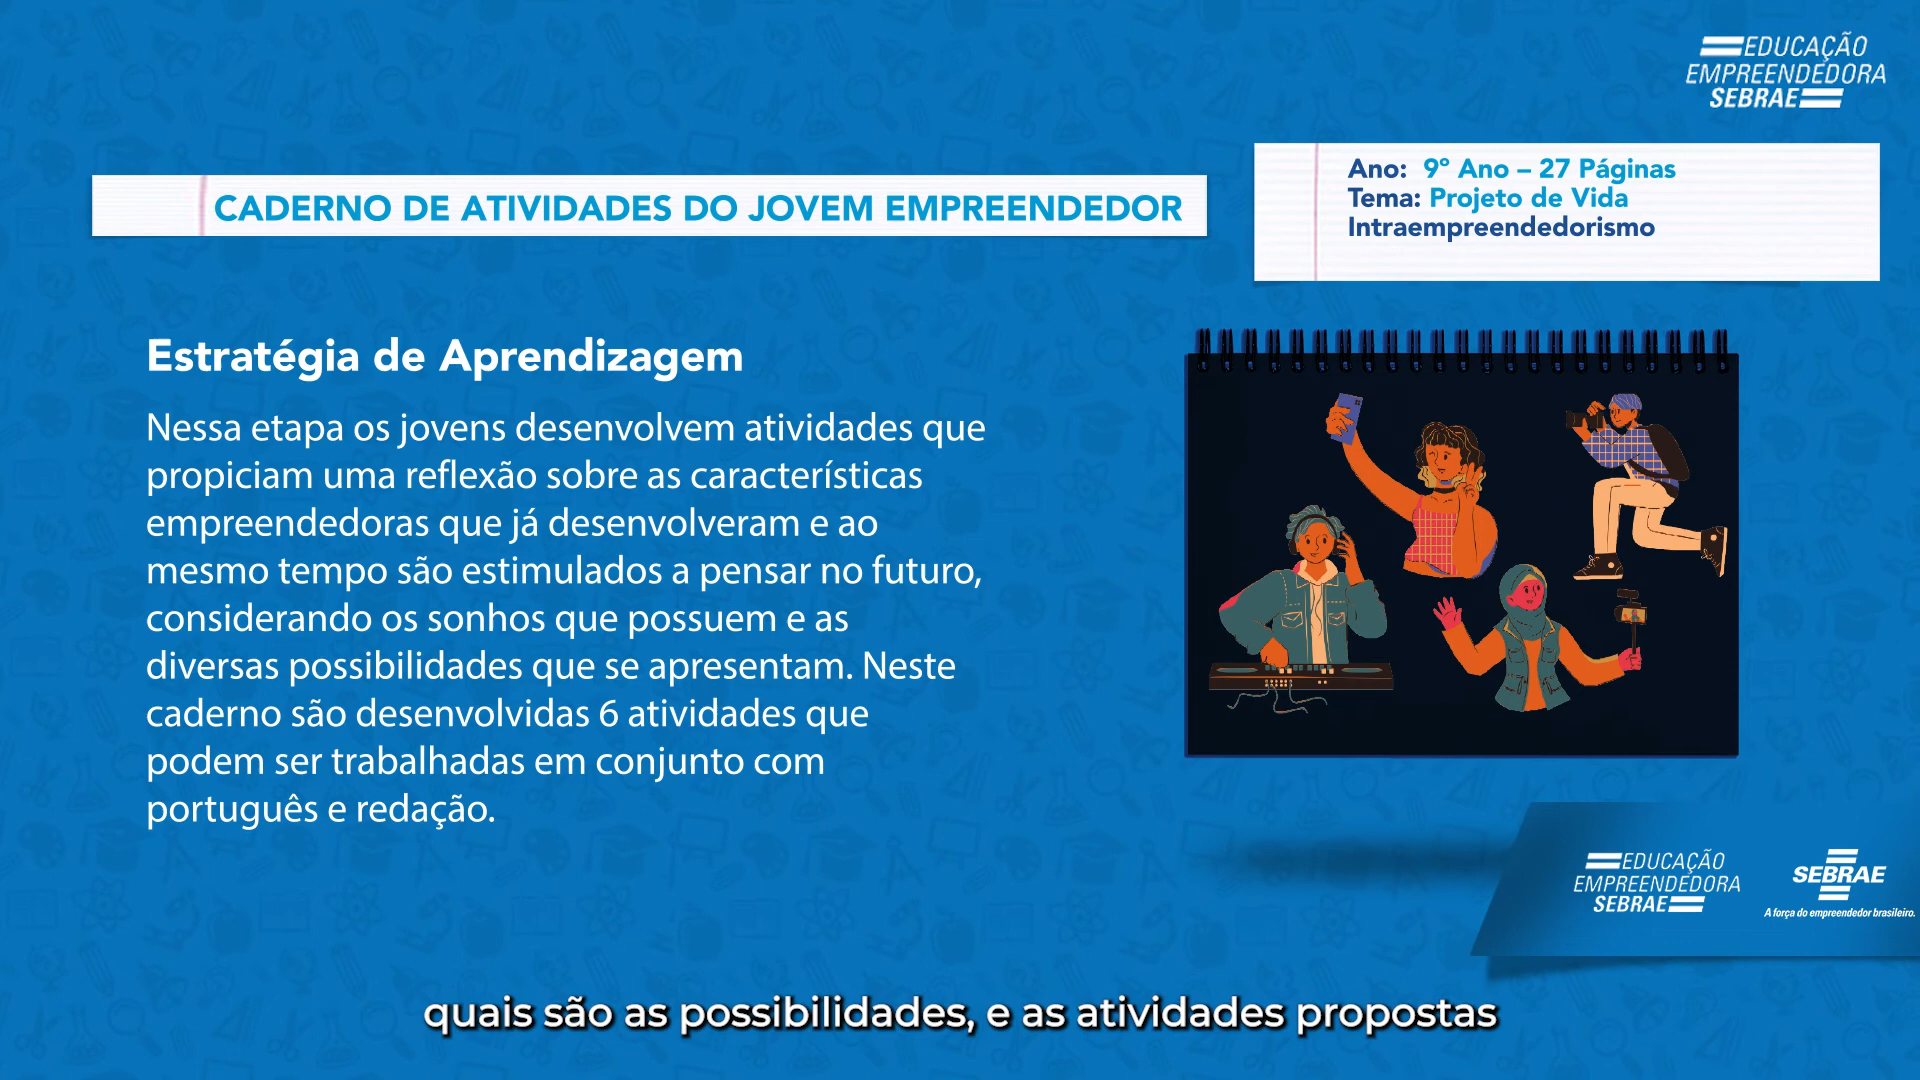 EDUCAÇÃO
EMPREENDEDORA
SEBRAE
CADERNO DE ATIVIDADES DO JOVEM EMPREENDEDOR
Ano: 9º Ano – 27 Páginas
Tema: Projeto de Vida
Intraempreendedorismo
Estratégia de Aprendizagem
Nessa etapa os jovens desenvolvem atividades que
propiciam uma reflexão sobre as características
empreendedoras que já desenvolveram e ao
mesmo tempo são estimulados a pensar no futuro,
considerando os sonhos que possuem e as
diversas possibilidades que se apresentam. Neste
caderno são desenvolvidas 6 atividades que
podem ser trabalhadas em conjunto com
português e redação.
EDUCAÇÃO
EMPREENDEDORA
SEBRAE
SEBRAE
A força do empreendedor brasileiro.
quais são as possibilidades, e as atividades propostas